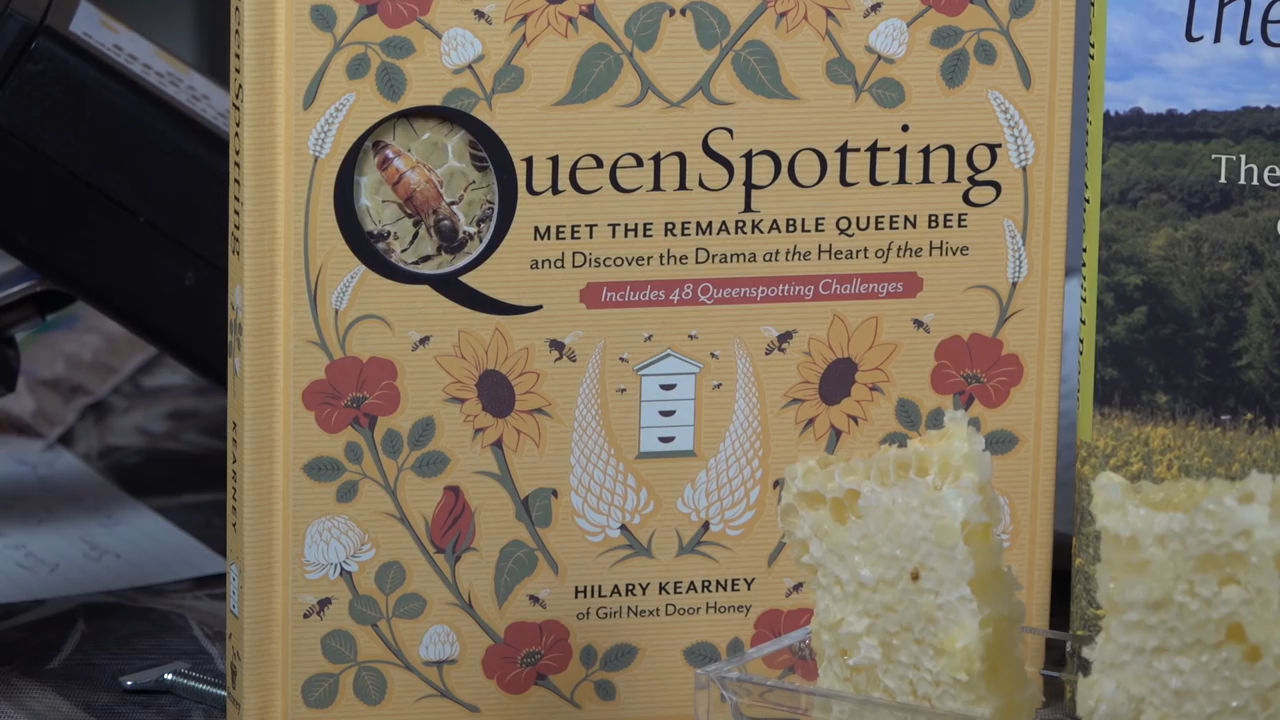 QueenSpotting
MEET THE REMARKABLE QUEEN BEE
and Discover the Drama at the Heart of the Hive
Includes 48 Queenspotting Challenges
HILARY KEARNEY
of Girl Next Door Honey
KEARNEY
the
The